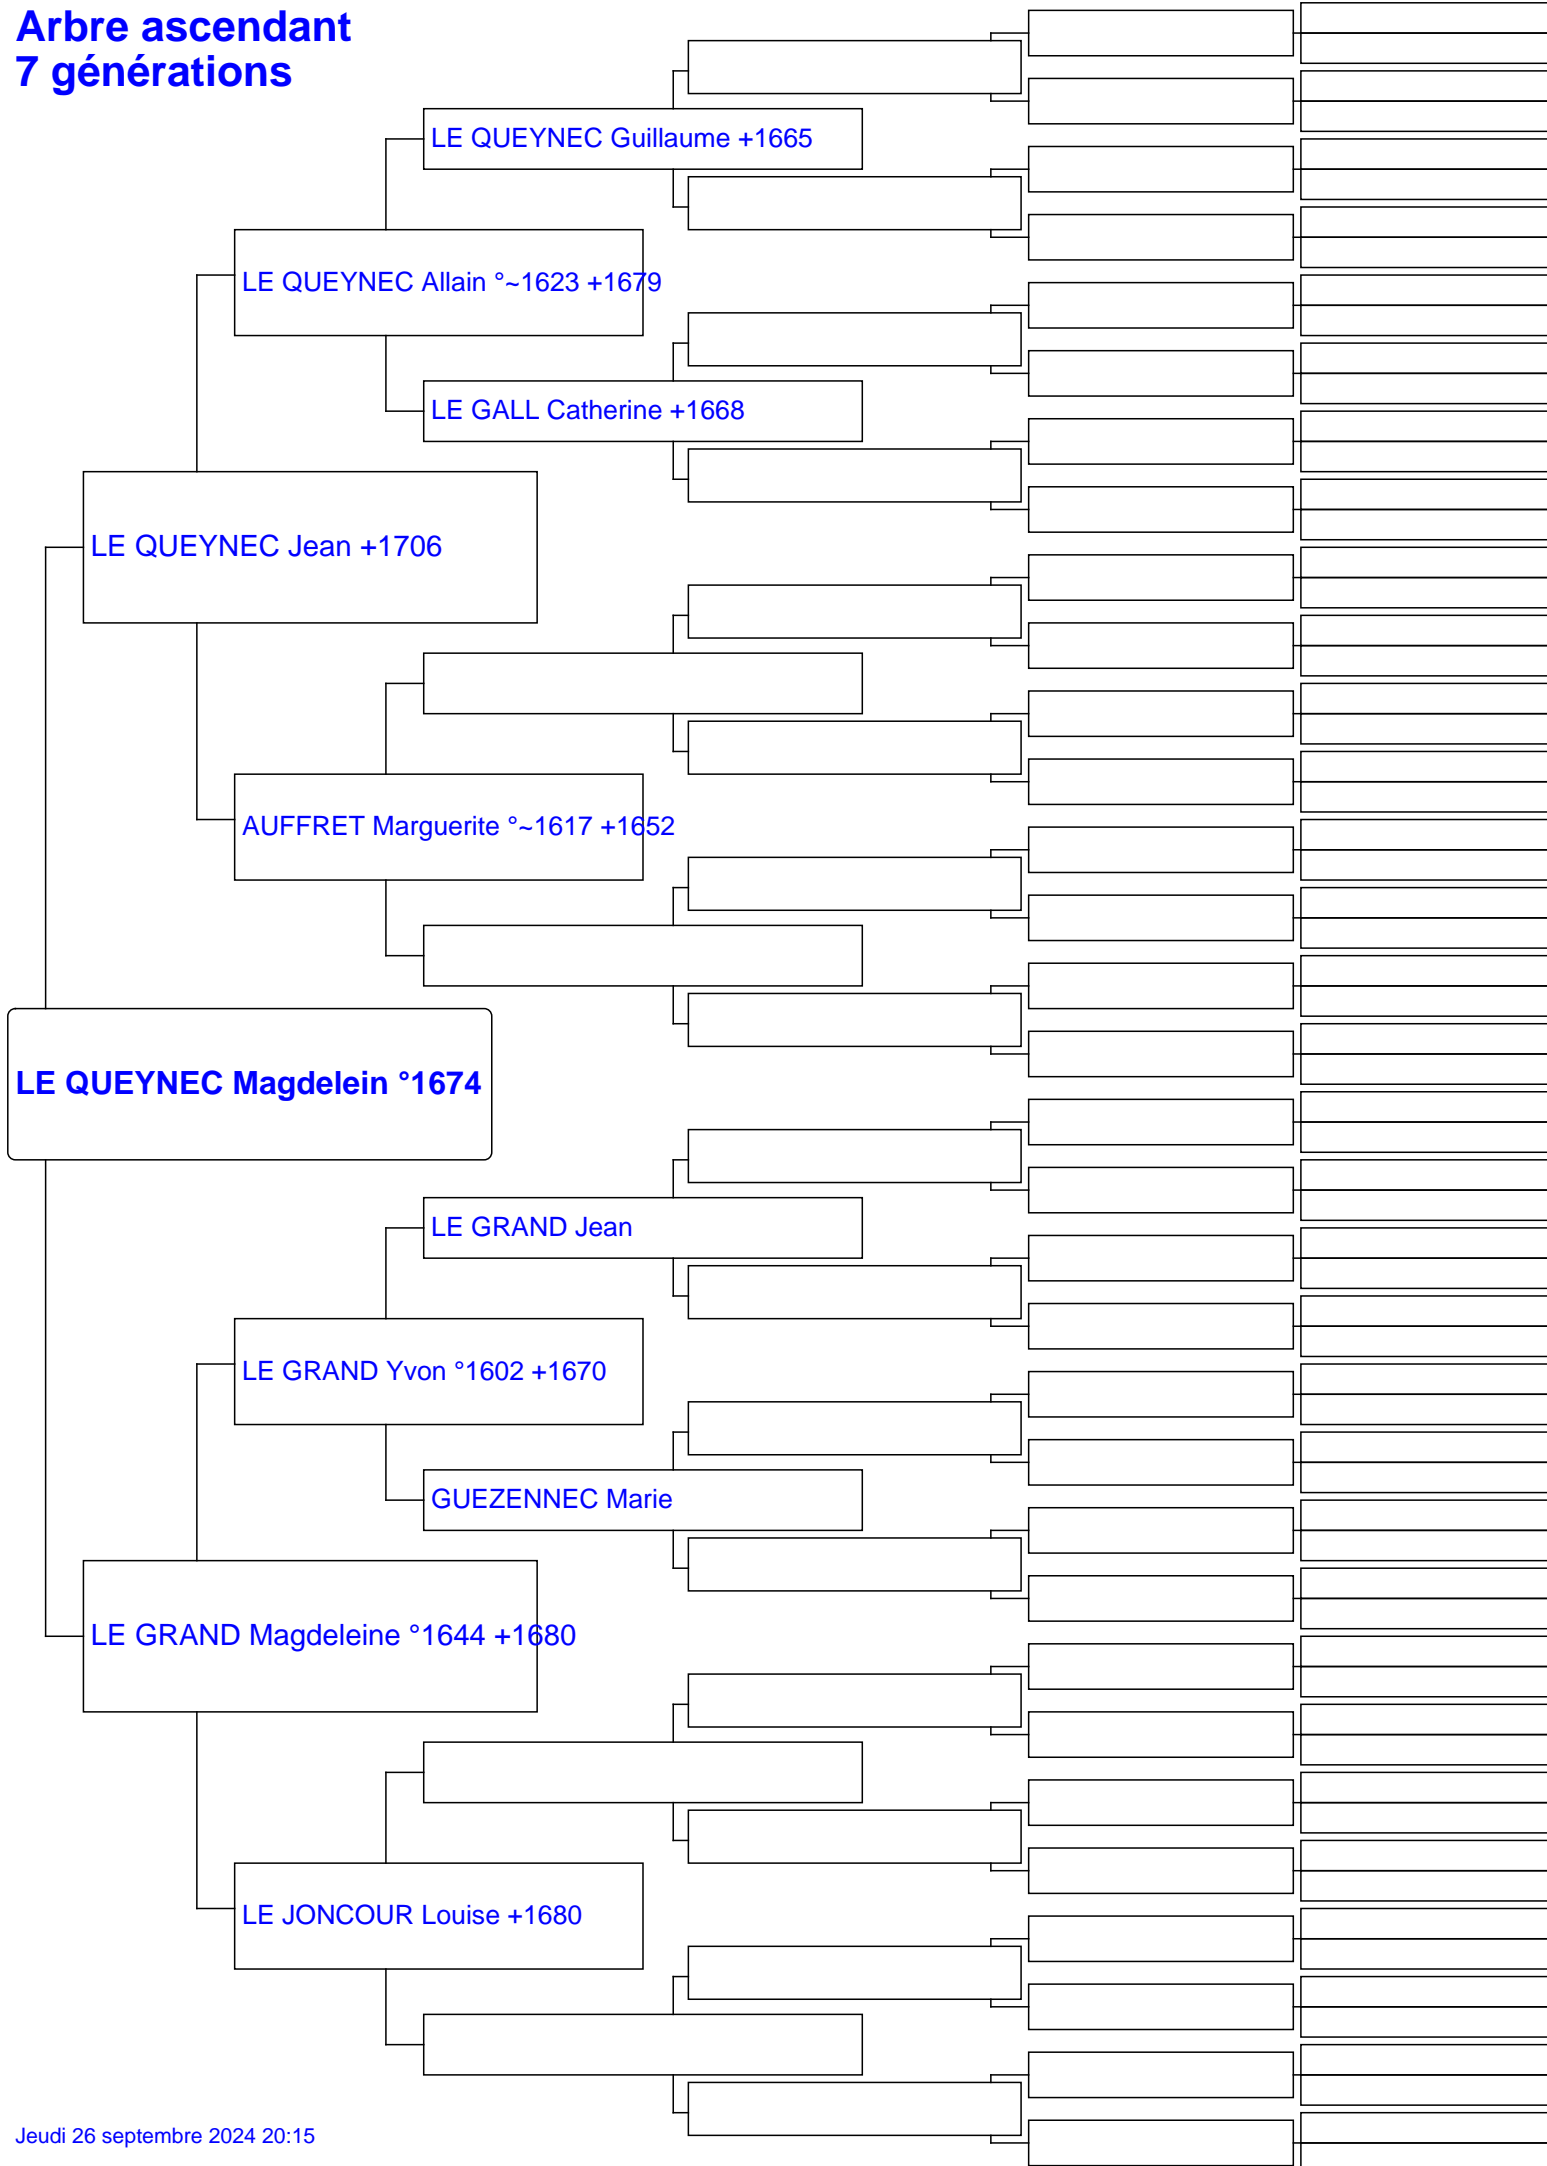 Arbre ascendant
7 générations
LE QUEYNEC Guillaume +1665
LE QUEYNEC Allain °~1623 +1679
LE GALL Catherine +1668
LE QUEYNEC Jean +1706
AUFFRET Marguerite °~1617 +1652
LE QUEYNEC Magdelein °1674
LE GRAND Jean
LE GRAND Yvon °1602 +1670
GUEZENNEC Marie
LE GRAND Magdeleine °1644 +1680
LE JONCOUR Louise +1680
Jeudi 26 septembre 2024 20:15